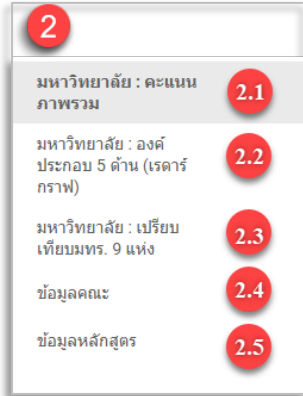 2
มหาวิทยาลัย : คะแนน
ภาพรวม
2.1
มหาวิทยาลัย : องค์
ประกอบ 5 ด้าน (เรดาร์
กราฟ)
2.2
มหาวิทยาลัย : เปรียบ
เทียบมทร. 9 แห่ง
2.3
ข้อมูลคณะ
2.4
ข้อมูลหลักสูตร
2.5